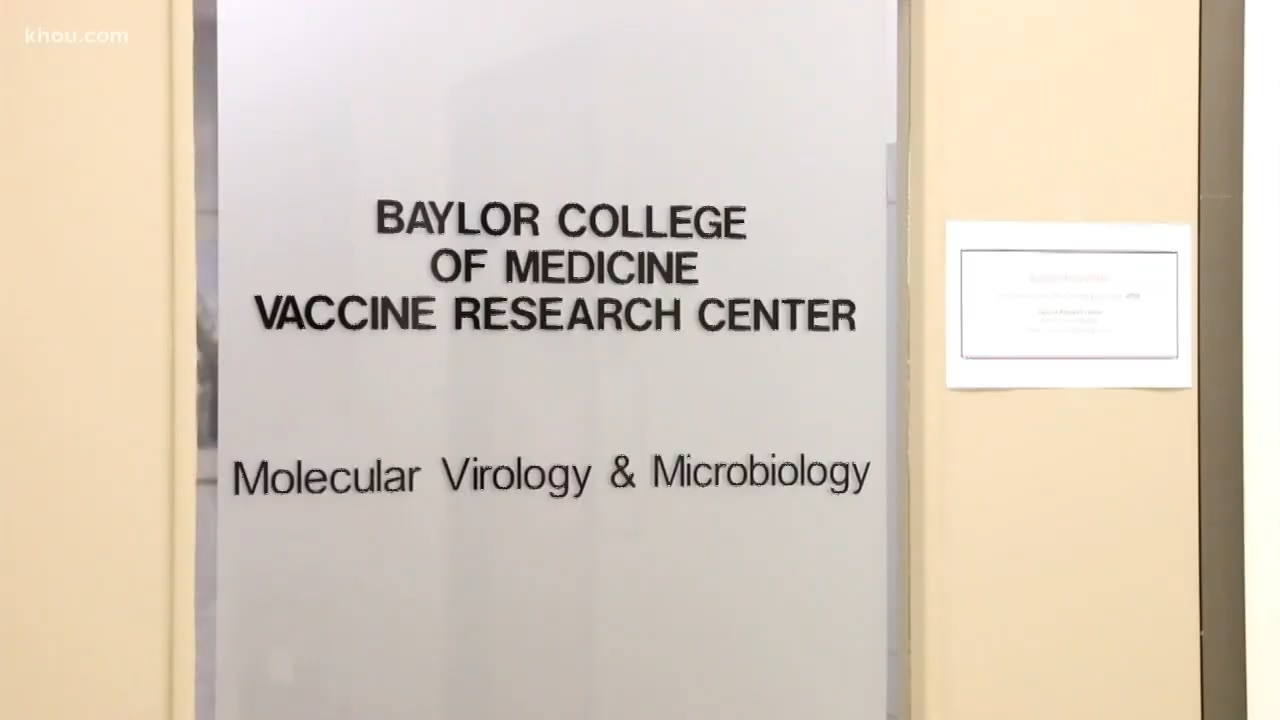 khou.com
BAYLOR COLLEGE
OF MEDICINE
VACCINE RESEARCH CENTER
Molecular Virology & Microbiology